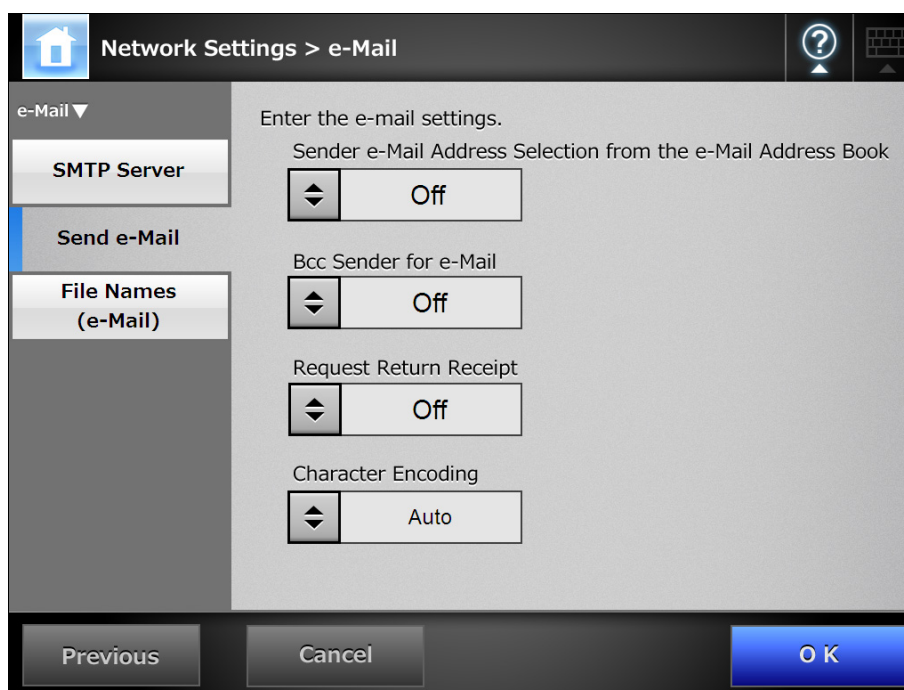 Network Settings > e-Mail
?
e-Mail▼
SMTP Server
Send e-Mail
File Names
(e-Mail)
Enter the e-mail settings.
Sender e-Mail Address Selection from the e-Mail Address Book
Off
Bcc Sender for e-Mail
Off
Request Return Receipt
Off
Character Encoding
Auto
Previous
Cancel
OK